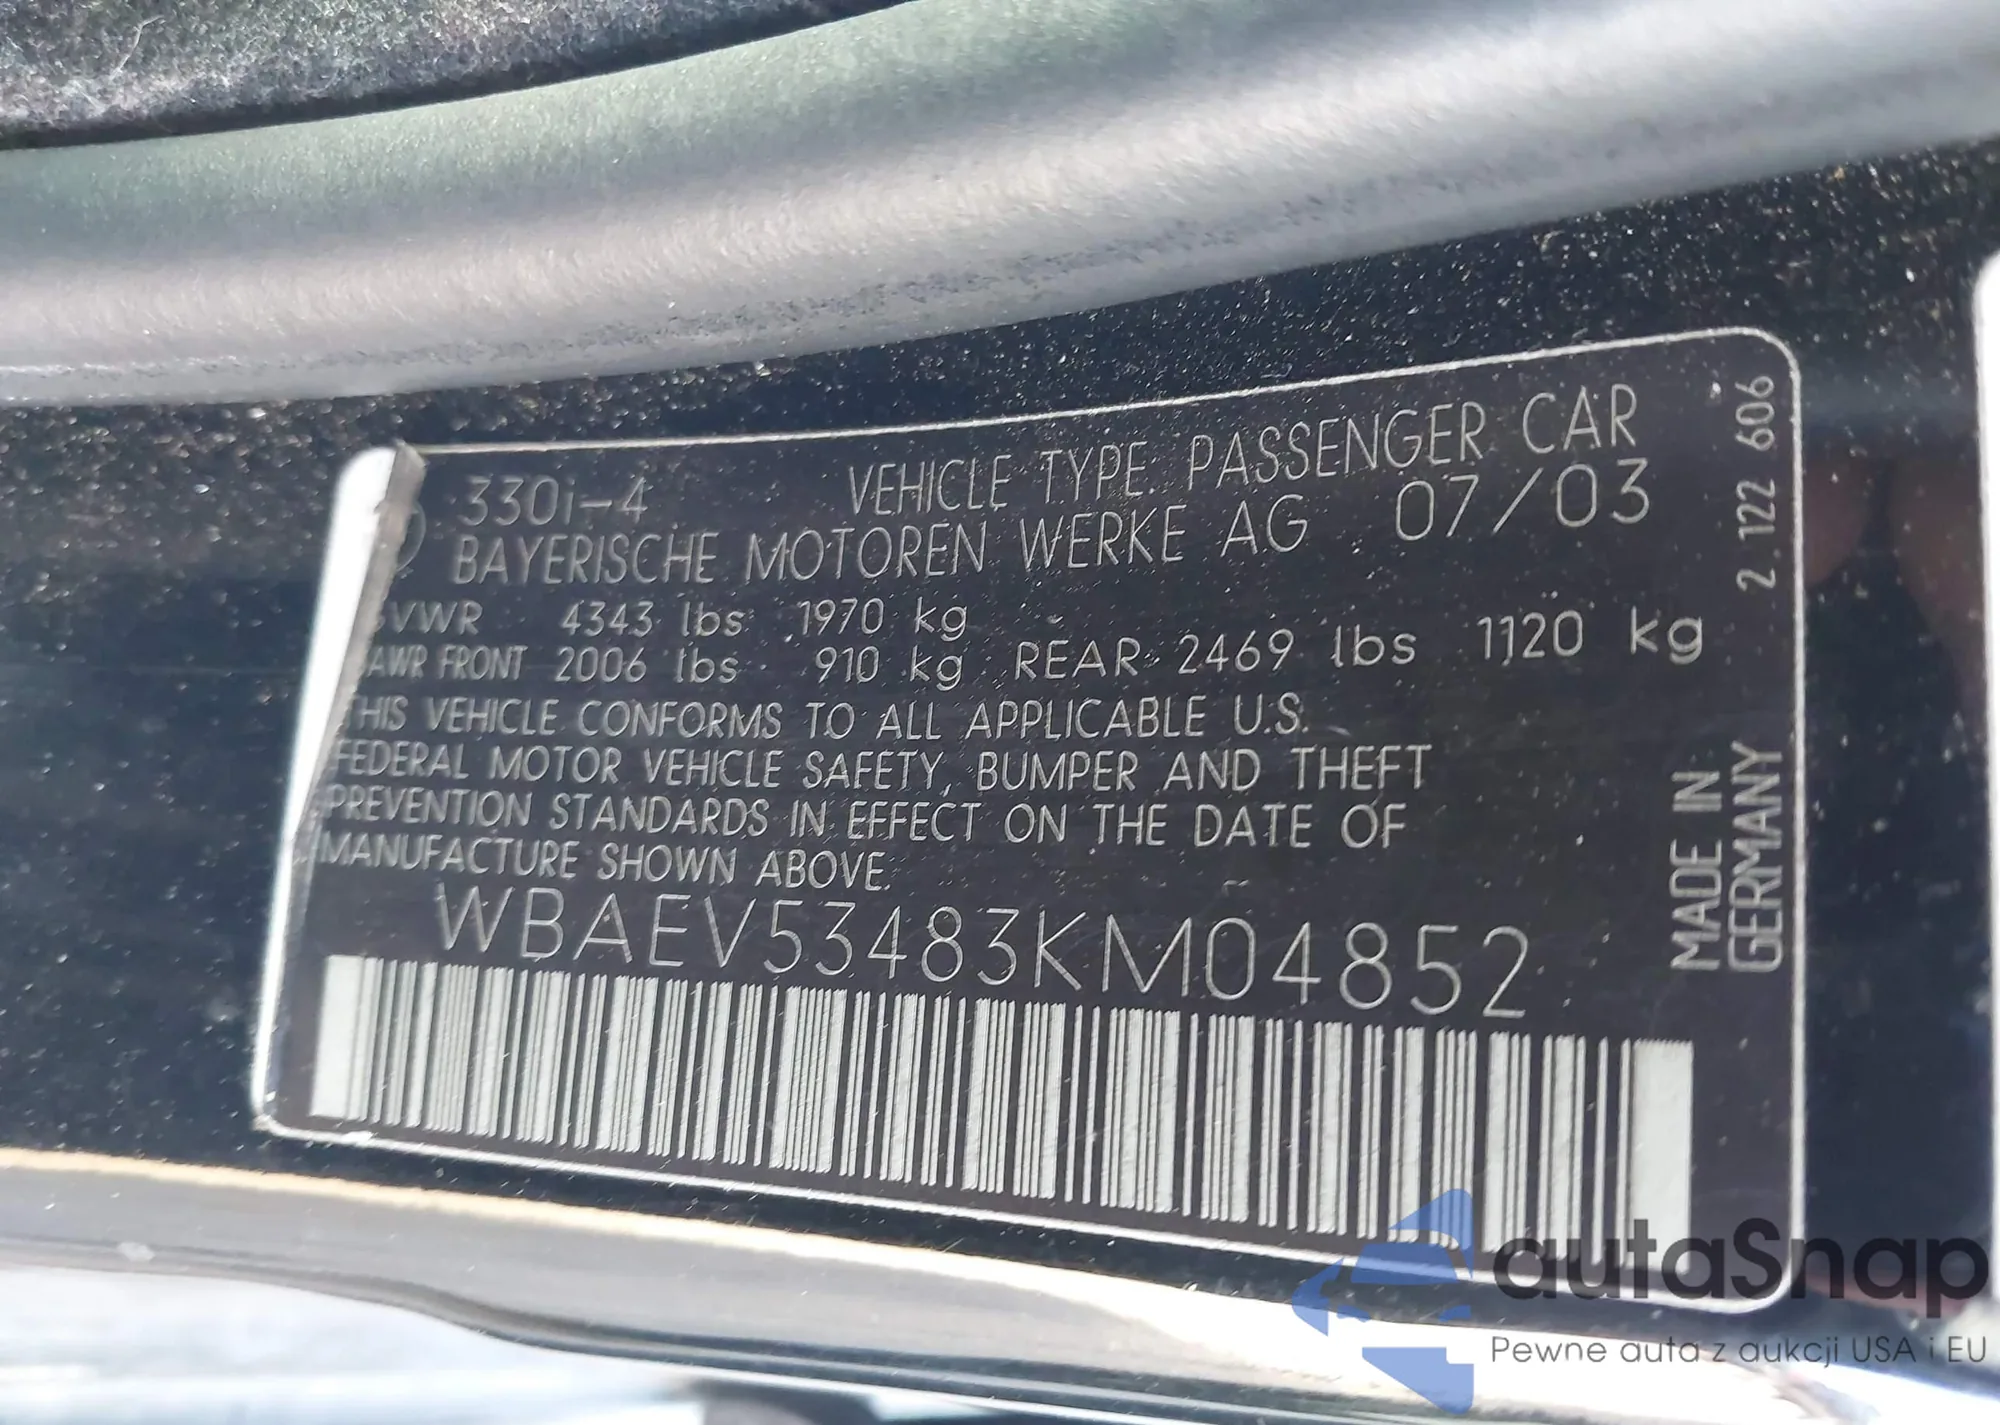 330i-4 VEHICLE TYPE PASSENGER CAR
BAYERISCHE MOTOREN WERKE AG 07/03
VWR 4343 lbs 1970 kg
AWR FRONT 2006 lbs 910 kg REAR 2469 lbs 1120 kg
THIS VEHICLE CONFORMS TO ALL APPLICABLE U.S.
FEDERAL MOTOR VEHICLE SAFETY, BUMPER AND THEFT
PREVENTION STANDARDS IN EFFECT ON THE DATE OF
MANUFACTURE SHOWN ABOVE.
WBAEV53483KM04852
2.122 606
MADE IN
GERMANY
autaSnap
Pewne auta z aukcji USA i EU